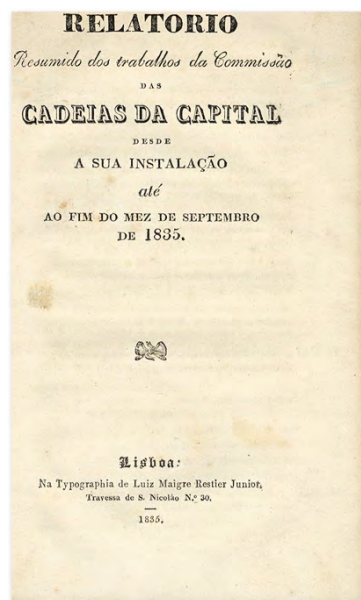 RELATORIO
Resumido dos trabalhos da Commissão
DAS
CADEIAS DA CAPITAL
DESDE
A SUA INSTALAÇÃO
até
AO FIM DO MEZ DE SEPTEMBRO
DE 1835.
Lisboa:
Na Typographia de Luiz Maigre Restier Junior,
Travessa de S. Nicoláo N.º 30.
1835.